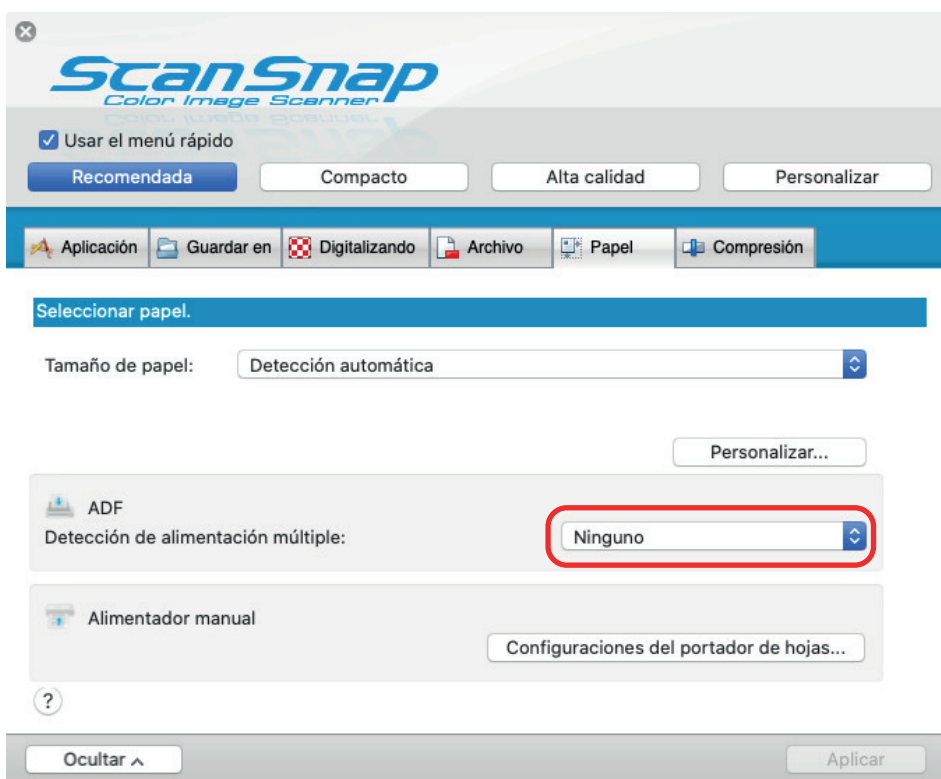 ScanSnap
Color Image Scanner
Usar el menú rápido
Recomendada Compacto Alta calidad Personalizar
Aplicación Guardar en Digitalizando Archivo Papel Compresión
Seleccionar papel.
Tamaño de papel: Detección automática
Personalizar...
ADF
Detección de alimentación múltiple: Ninguno
Alimentador manual
Configuraciones del portador de hojas...
?
Ocultar Aplicar